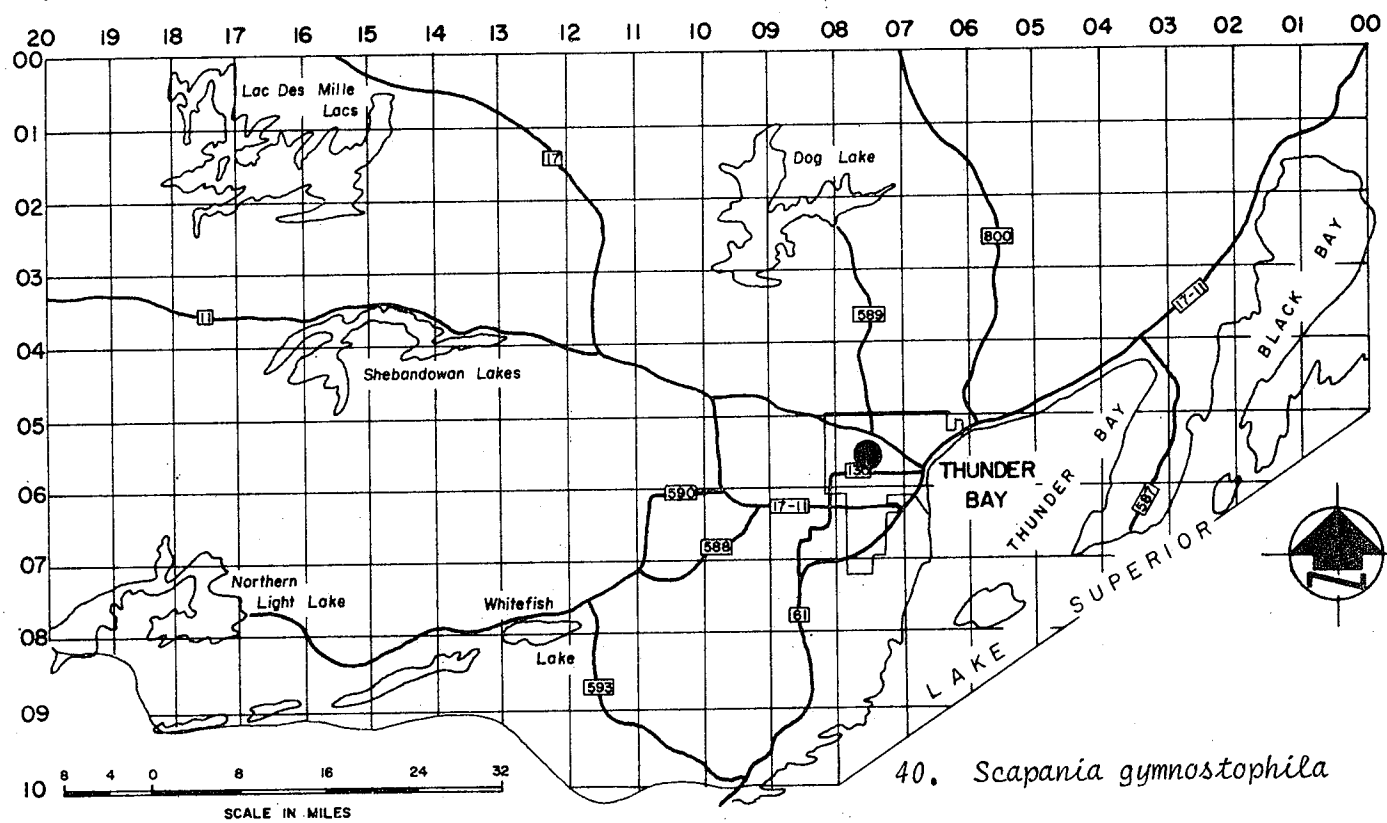 20 19 18 17 16 15 14 13 12 11 10 09 08 07 06 05 04 03 02 01 00
00
01
02
03
04
05
06
07
08
09
10
Lac Des Mille
Lacs
17
Dog Lake
800
BLACK BAY
17-11
11
589
Shebandowan Lakes
THUNDER BAY
130
THUNDER
BAY
590
17-11
587
588
Northern
Light Lake
Whitefish
Lake
61
593
LAKE SUPERIOR
N
8 4 0 8 16 24 32
SCALE IN MILES
40. Scapania gymnostophila